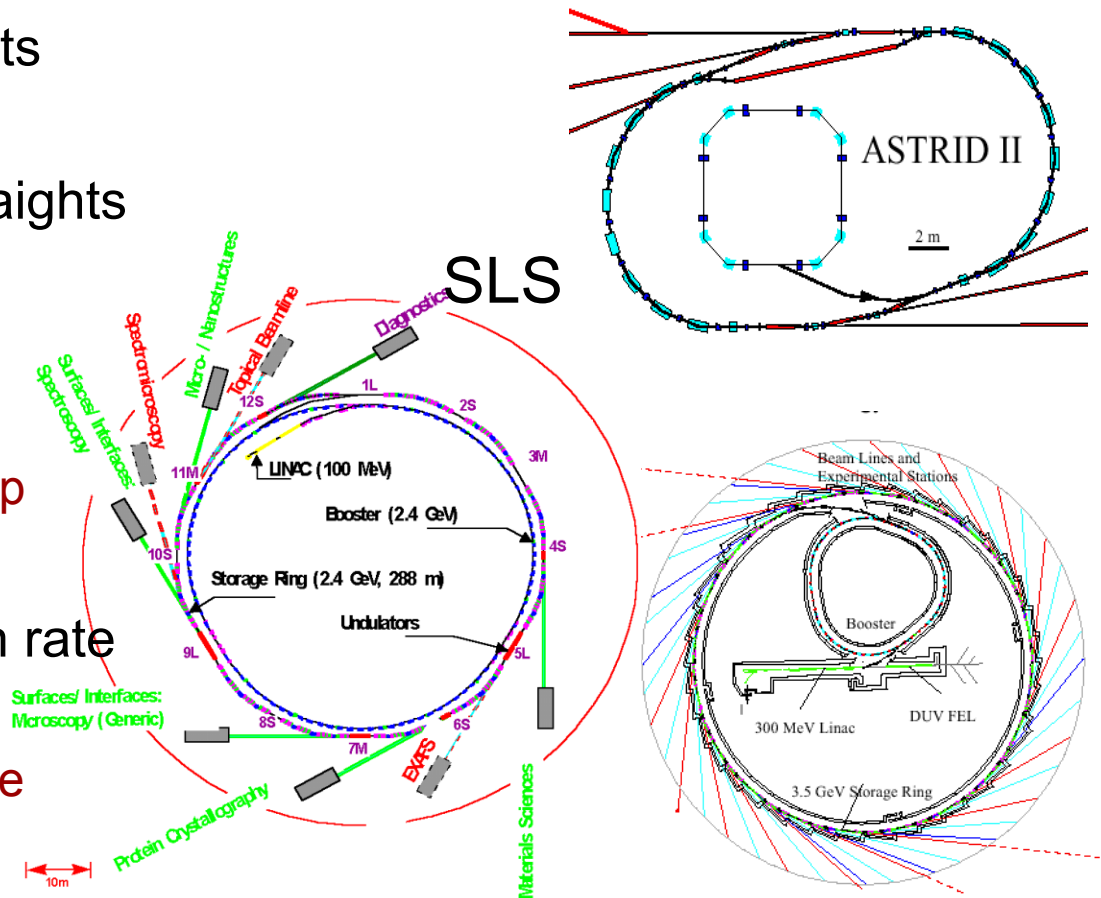 ts
aights
p
n rate
e
SLS
ASTRID II
2 m
Surfaces/ Interfaces:
Spectroscopy
Spectromicroscopy
Micro- / Nanostructures
Topical Beamline
Diagnostics
1L
2S
3M
4S
5L
6S
7M
8S
9L
10S
11M
12S
LINAC (100 MeV)
Booster (2.4 GeV)
Storage Ring (2.4 GeV, 288 m)
Undulators
Surfaces/ Interfaces:
Microscopy (Generic)
Protein Crystallography
EXAFS
Materials Sciences
10m
Beam Lines and
Experimental Stations
Booster
300 MeV Linac
DUV FEL
3.5 GeV Storage Ring